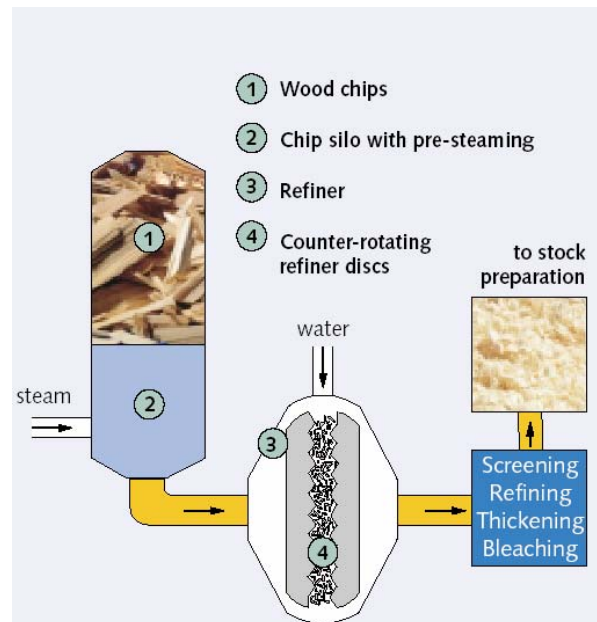 1 Wood chips
2 Chip silo with pre-steaming
3 Refiner
4 Counter-rotating
refiner discs
to stock
preparation
1
water
steam
2
3
4
Screening
Refining
Thickening
Bleaching